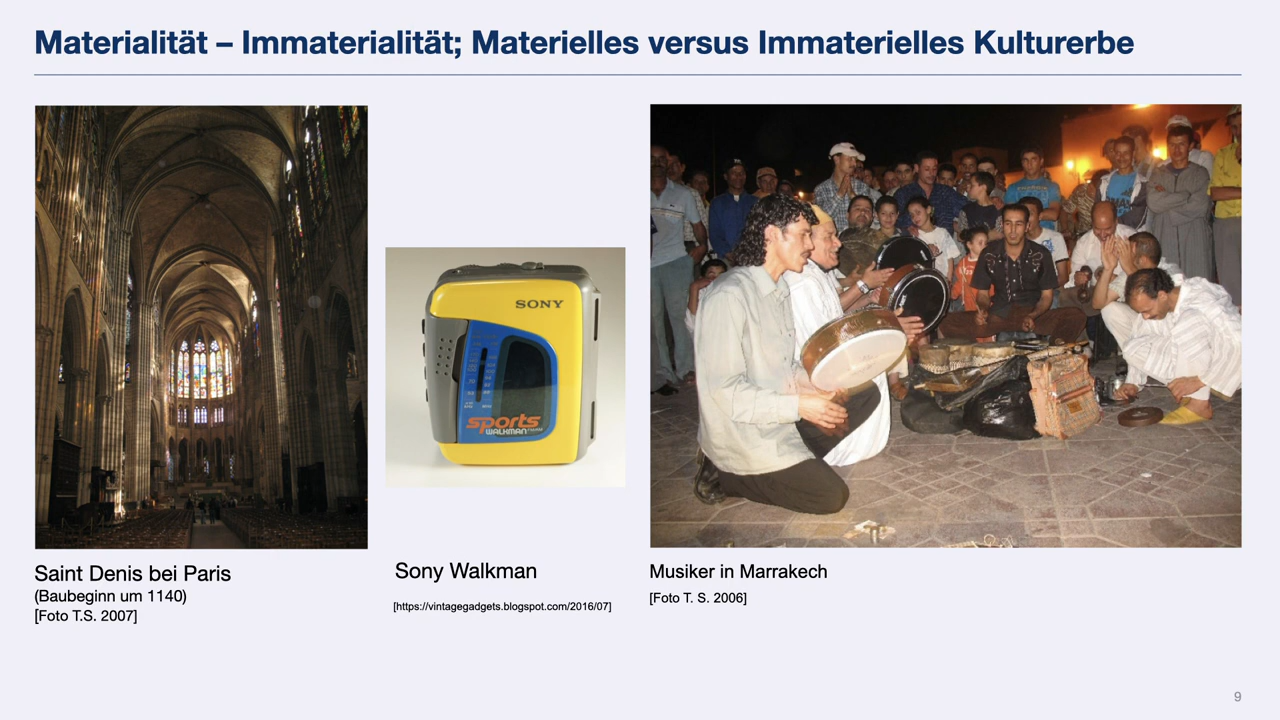 Materialität – Immaterialität; Materielles versus Immaterielles Kulturerbe
SONY
sports
WALKMAN
Saint Denis bei Paris
(Baubeginn um 1140)
[Foto T.S. 2007]
Sony Walkman
[https://vintagegadgets.blogspot.com/2016/07]
Musiker in Marrakech
[Foto T. S. 2006]
9